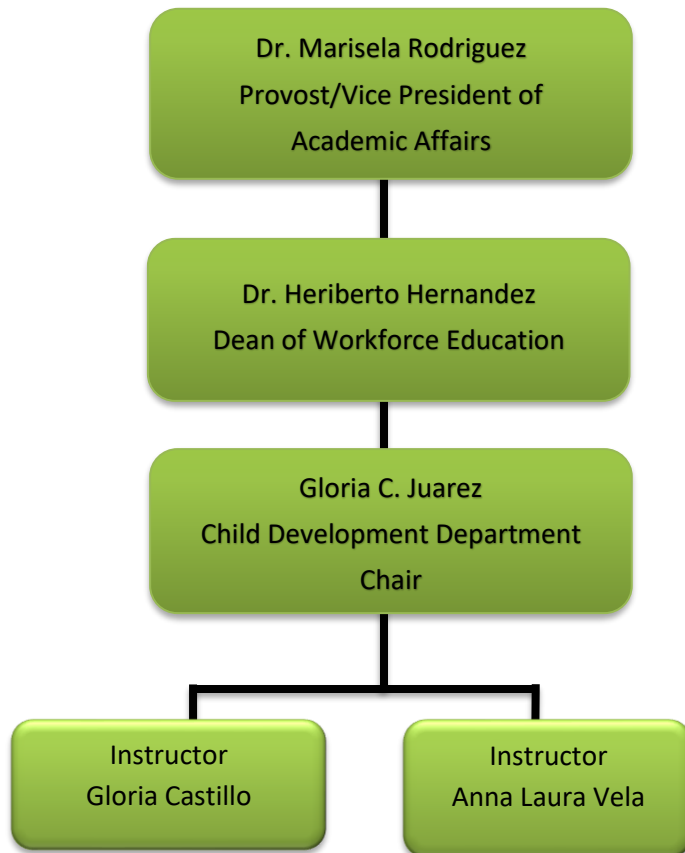 Dr. Marisela Rodriguez
Provost/Vice President of
Academic Affairs
Dr. Heriberto Hernandez
Dean of Workforce Education
Gloria C. Juarez
Child Development Department
Chair
Instructor
Gloria Castillo
Instructor
Anna Laura Vela